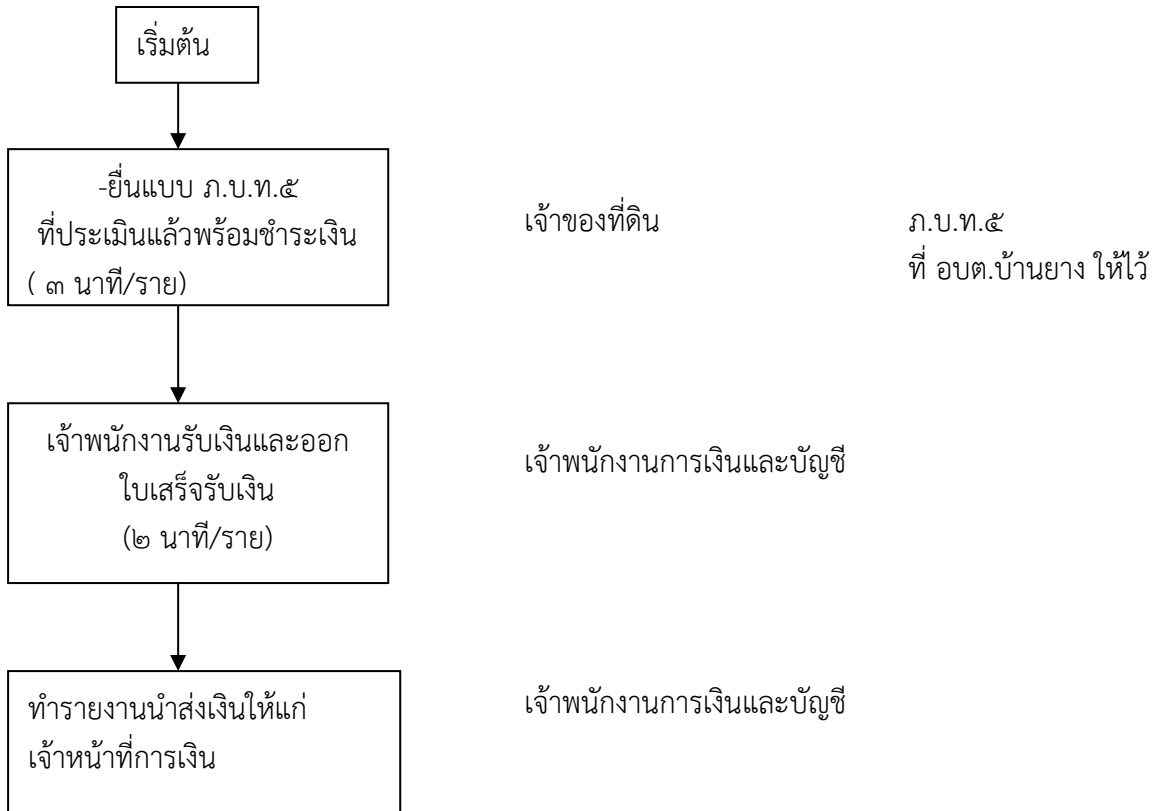 เริ่มต้น
-ยื่นแบบ ภ.บ.ท.๕
ที่ประเมินแล้วพร้อมชำระเงิน
( ๓ นาที/ราย)
เจ้าของที่ดิน
ภ.บ.ท.๕
ที่ อบต.บ้านยาง ให้ไว้
เจ้าพนักงานรับเงินและออก
ใบเสร็จรับเงิน
(๒ นาที/ราย)
เจ้าพนักงานการเงินและบัญชี
ทำรายงานนำส่งเงินให้แก่
เจ้าหน้าที่การเงิน
เจ้าพนักงานการเงินและบัญชี